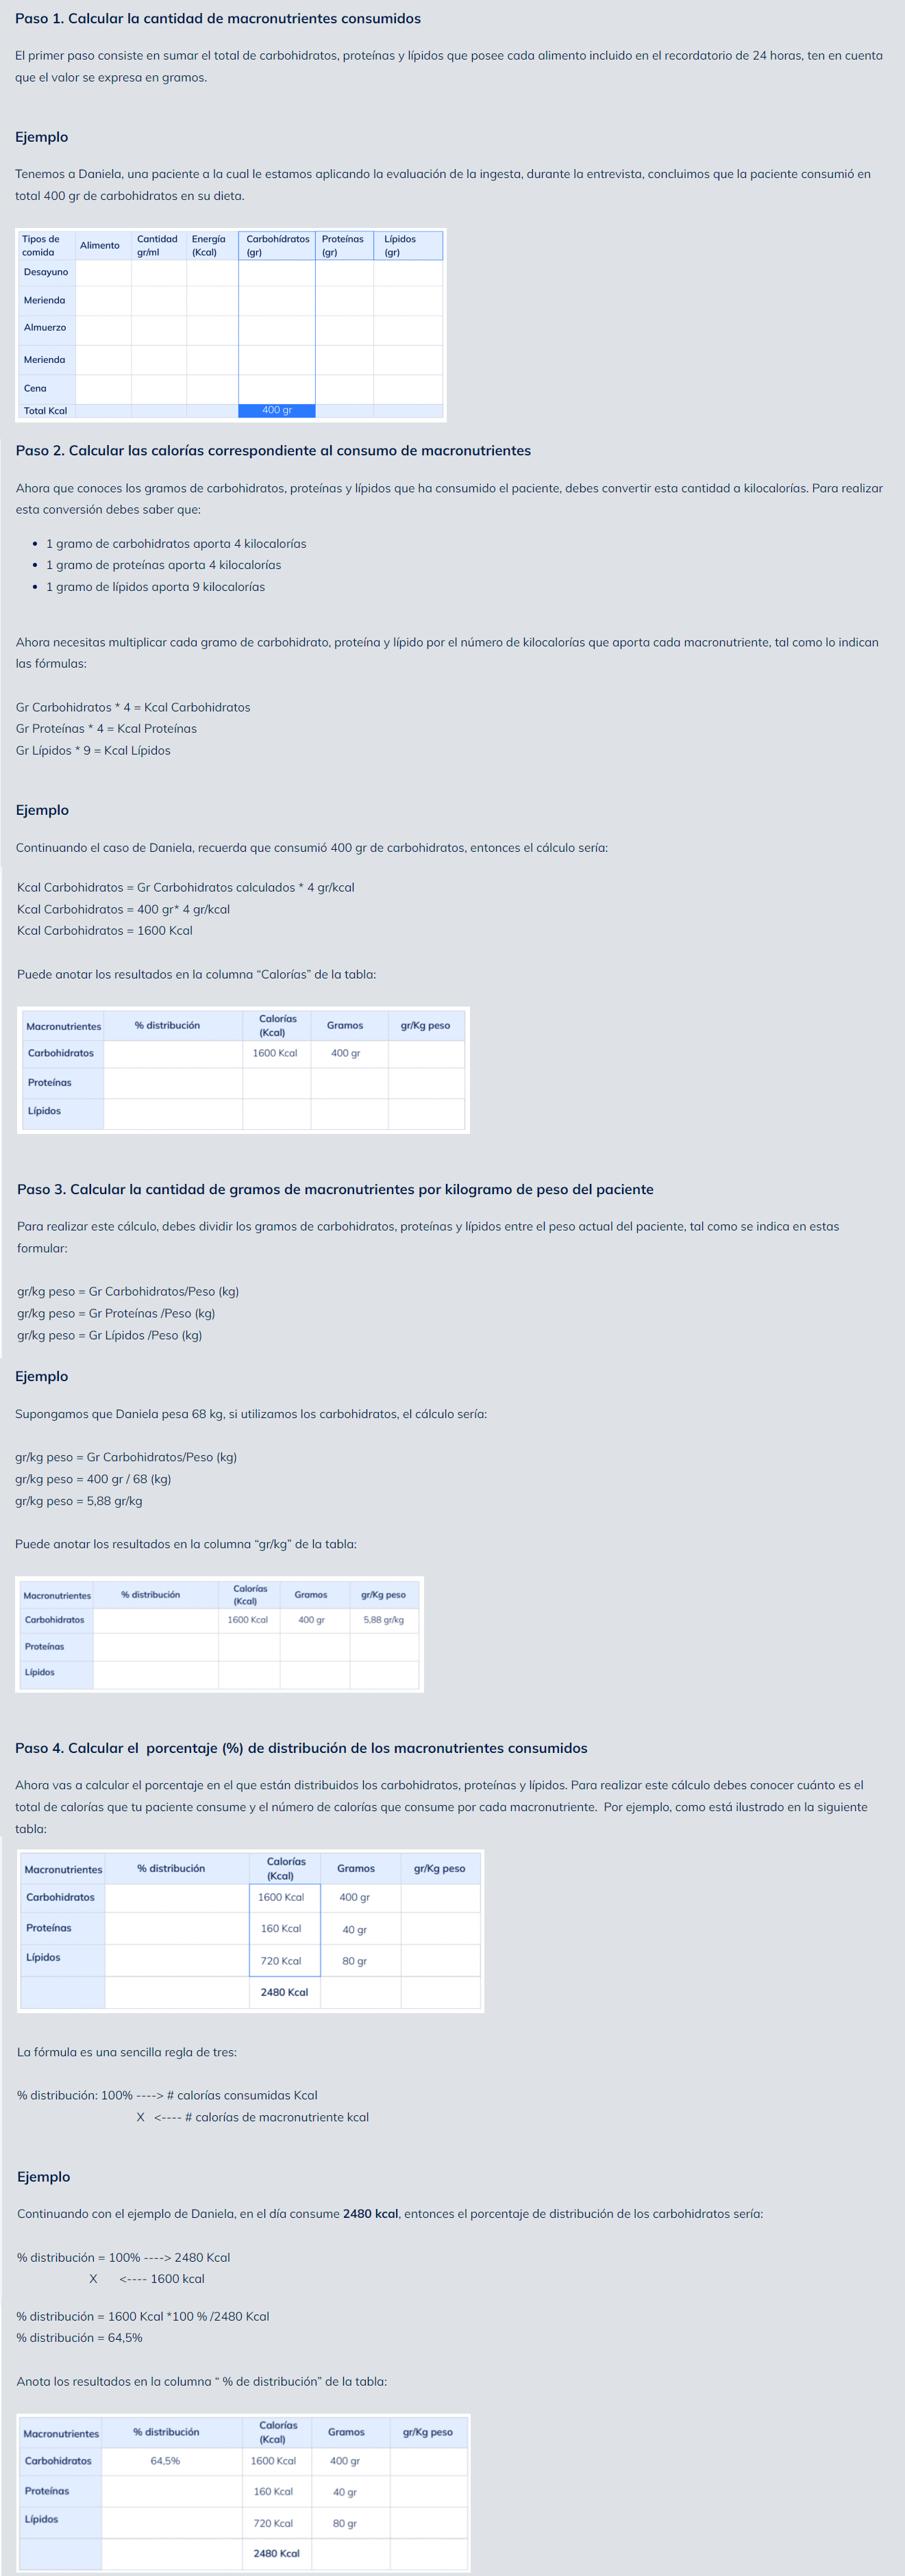 Paso 1. Calcular la cantidad de macronutrientes consumidos
El primer paso consiste en sumar el total de carbohidratos, proteínas y lípidos que posee cada alimento incluido en el recordatorio de 24 horas, ten en cuenta
que el valor se expresa en gramos.
Ejemplo
Tenemos a Daniela, una paciente a la cual le estamos aplicando la evaluación de la ingesta, durante la entrevista, concluimos que la paciente consumió en
total 400 gr de carbohidratos en su dieta.
Tipos de comida Alimento Cantidad gr/ml Energía (Kcal) Carbohídratos (gr) Proteínas (gr) Lípidos (gr)
Desayuno
Merienda
Almuerzo
Merienda
Cena
Total Kcal 400 gr
Paso 2. Calcular las calorías correspondiente al consumo de macronutrientes
Ahora que conoces los gramos de carbohidratos, proteínas y lípidos que ha consumido el paciente, debes convertir esta cantidad a kilocalorías. Para realizar
esta conversión debes saber que:
• 1 gramo de carbohidratos aporta 4 kilocalorías
• 1 gramo de proteínas aporta 4 kilocalorías
• 1 gramo de lípidos aporta 9 kilocalorías
Ahora necesitas multiplicar cada gramo de carbohidrato, proteína y lípido por el número de kilocalorías que aporta cada macronutriente, tal como lo indican
las fórmulas:
Gr Carbohidratos * 4 = Kcal Carbohidratos
Gr Proteínas * 4 = Kcal Proteínas
Gr Lípidos * 9 = Kcal Lípidos
Ejemplo
Continuando el caso de Daniela, recuerda que consumió 400 gr de carbohidratos, entonces el cálculo sería:
Kcal Carbohidratos = Gr Carbohidratos calculados * 4 gr/kcal
Kcal Carbohidratos = 400 gr* 4 gr/kcal
Kcal Carbohidratos = 1600 Kcal
Puede anotar los resultados en la columna “Calorías” de la tabla:
Macronutrientes % distribución Calorías (Kcal) Gramos gr/Kg peso
Carbohidratos 1600 Kcal 400 gr
Proteínas
Lípidos
Paso 3. Calcular la cantidad de gramos de macronutrientes por kilogramo de peso del paciente
Para realizar este cálculo, debes dividir los gramos de carbohidratos, proteínas y lípidos entre el peso actual del paciente, tal como se indica en estas
formular:
gr/kg peso = Gr Carbohidratos/Peso (kg)
gr/kg peso = Gr Proteínas /Peso (kg)
gr/kg peso = Gr Lípidos /Peso (kg)
Ejemplo
Supongamos que Daniela pesa 68 kg, si utilizamos los carbohidratos, el cálculo sería:
gr/kg peso = Gr Carbohidratos/Peso (kg)
gr/kg peso = 400 gr / 68 (kg)
gr/kg peso = 5,88 gr/kg
Puede anotar los resultados en la columna “gr/kg” de la tabla:
Macronutrientes % distribución Calorías (Kcal) Gramos gr/Kg peso
Carbohidratos 1600 Kcal 400 gr 5,88 gr/kg
Proteínas
Lípidos
Paso 4. Calcular el porcentaje (%) de distribución de los macronutrientes consumidos
Ahora vas a calcular el porcentaje en el que están distribuidos los carbohidratos, proteínas y lípidos. Para realizar este cálculo debes conocer cuánto es el
total de calorías que tu paciente consume y el número de calorías que consume por cada macronutriente. Por ejemplo, como está ilustrado en la siguiente
tabla:
Macronutrientes % distribución Calorías (Kcal) Gramos gr/Kg peso
Carbohidratos 1600 Kcal 400 gr
Proteínas 160 Kcal 40 gr
Lípidos 720 Kcal 80 gr
2480 Kcal
La fórmula es una sencilla regla de tres:
% distribución: 100% ----> # calorías consumidas Kcal
X <---- # calorías de macronutriente kcal
Ejemplo
Continuando con el ejemplo de Daniela, en el día consume 2480 kcal, entonces el porcentaje de distribución de los carbohidratos sería:
% distribución = 100% ----> 2480 Kcal
X <---- 1600 kcal
% distribución = 1600 Kcal *100 % /2480 Kcal
% distribución = 64,5%
Anota los resultados en la columna “ % de distribución” de la tabla:
Macronutrientes % distribución Calorías (Kcal) Gramos gr/Kg peso
Carbohidratos 64,5% 1600 Kcal 400 gr
Proteínas 160 Kcal 40 gr
Lípidos 720 Kcal 80 gr
2480 Kcal